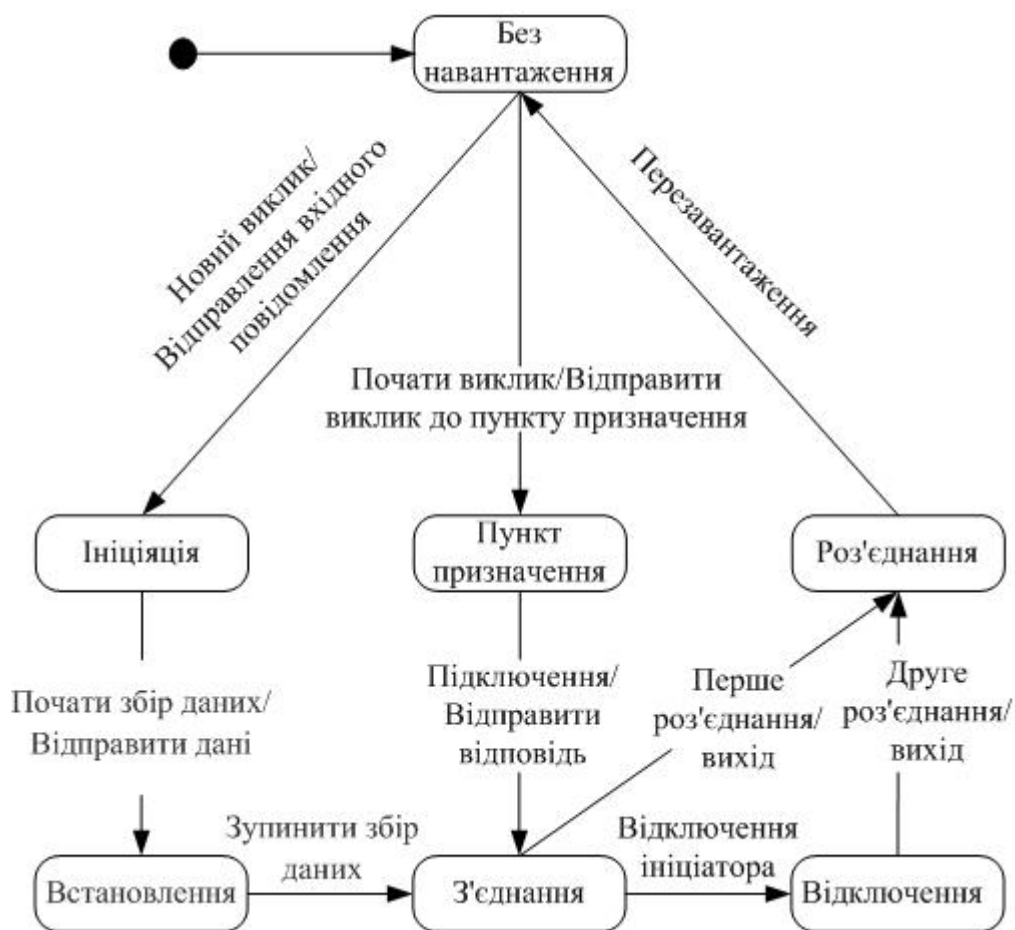 Без
навантаження
Новий виклик/
Відправлення вхідного
повідомлення
Перезавантаження
Почати виклик/Відправити
виклик до пункту призначення
Ініціяція
Пункт
призначення
Роз'єднання
Почати збір даних/
Відправити дані
Підключення/
Відправити
відповідь
Перше
роз'єднання/
вихід
Друге
роз'єднання/
вихід
Зупинити збір
даних
Відключення
ініціатора
Встановлення
З'єднання
Відключення